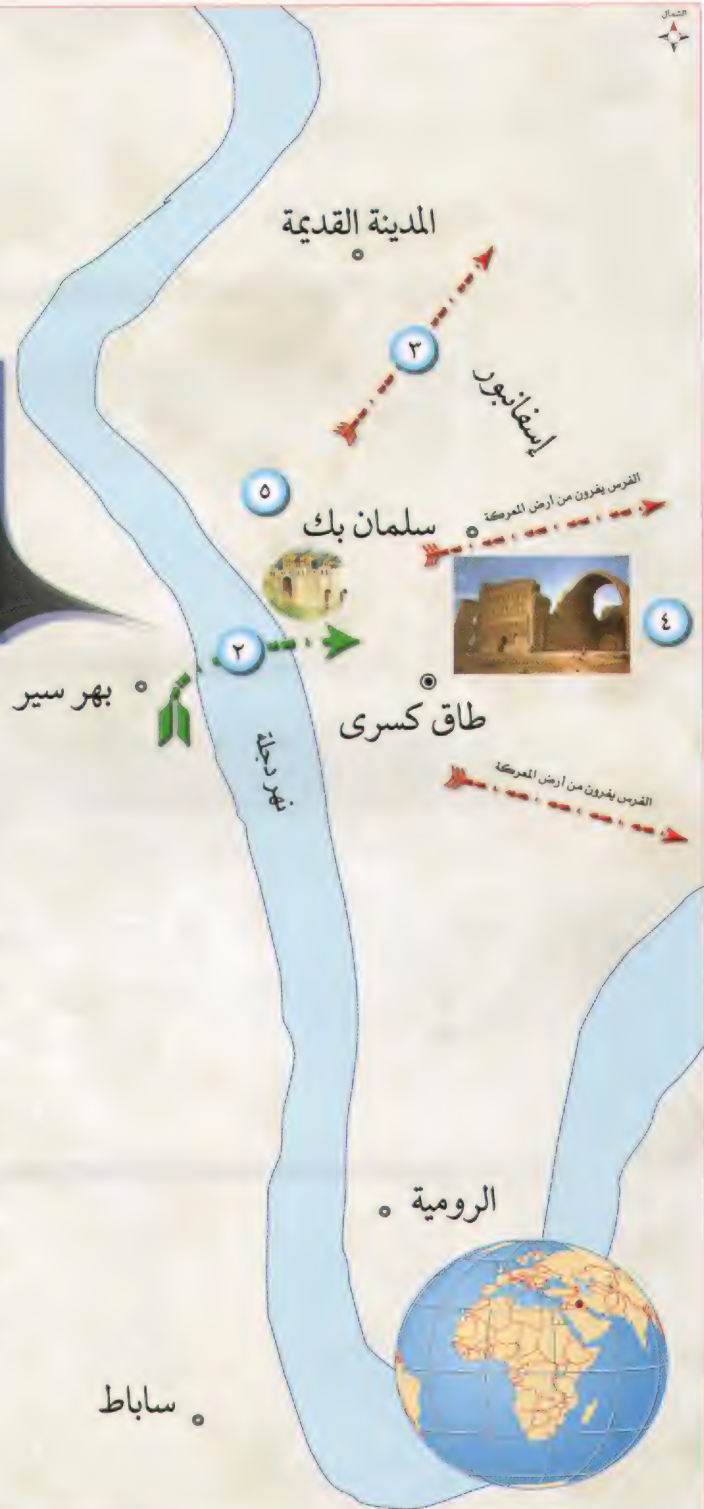 الشمال
المدينة القديمة
٣
إسفانبور
٥
الفرس يفرون من أرض المعركة
سلمان بك
٤
٢
بهر سير
طاق كسرى
نهر دجلة
الفرس يفرون من أرض المعركة
الرومية
ساباط